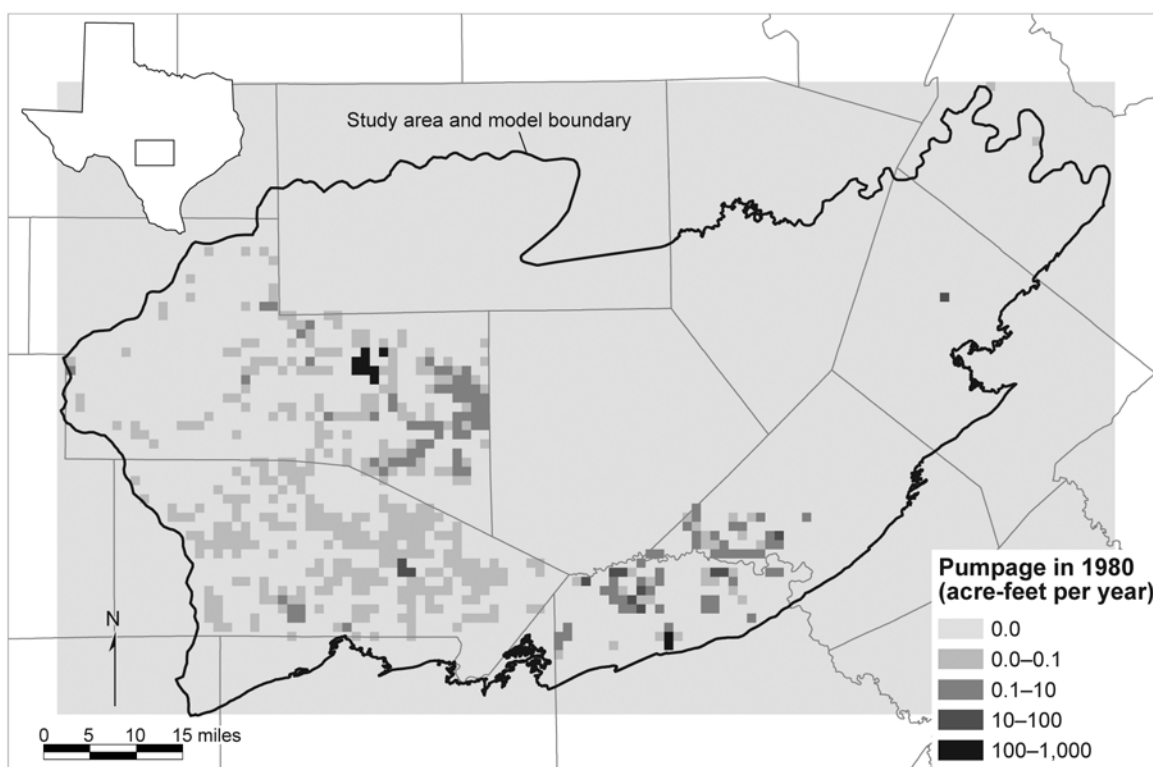 Study area and model boundary
N
0 5 10 15 miles
Pumpage in 1980
(acre-feet per year)
0.0
0.0–0.1
0.1–10
10–100
100–1,000